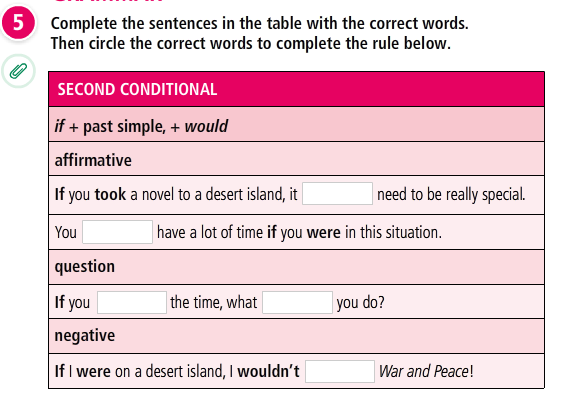 5
Complete the sentences in the table with the correct words.
Then circle the correct words to complete the rule below.
SECOND CONDITIONAL
if + past simple, + would
affirmative
If you took a novel to a desert island, it need to be really special.
You have a lot of time if you were in this situation.
question
If you the time, what you do?
negative
If I were on a desert island, I wouldn't War and Peace!